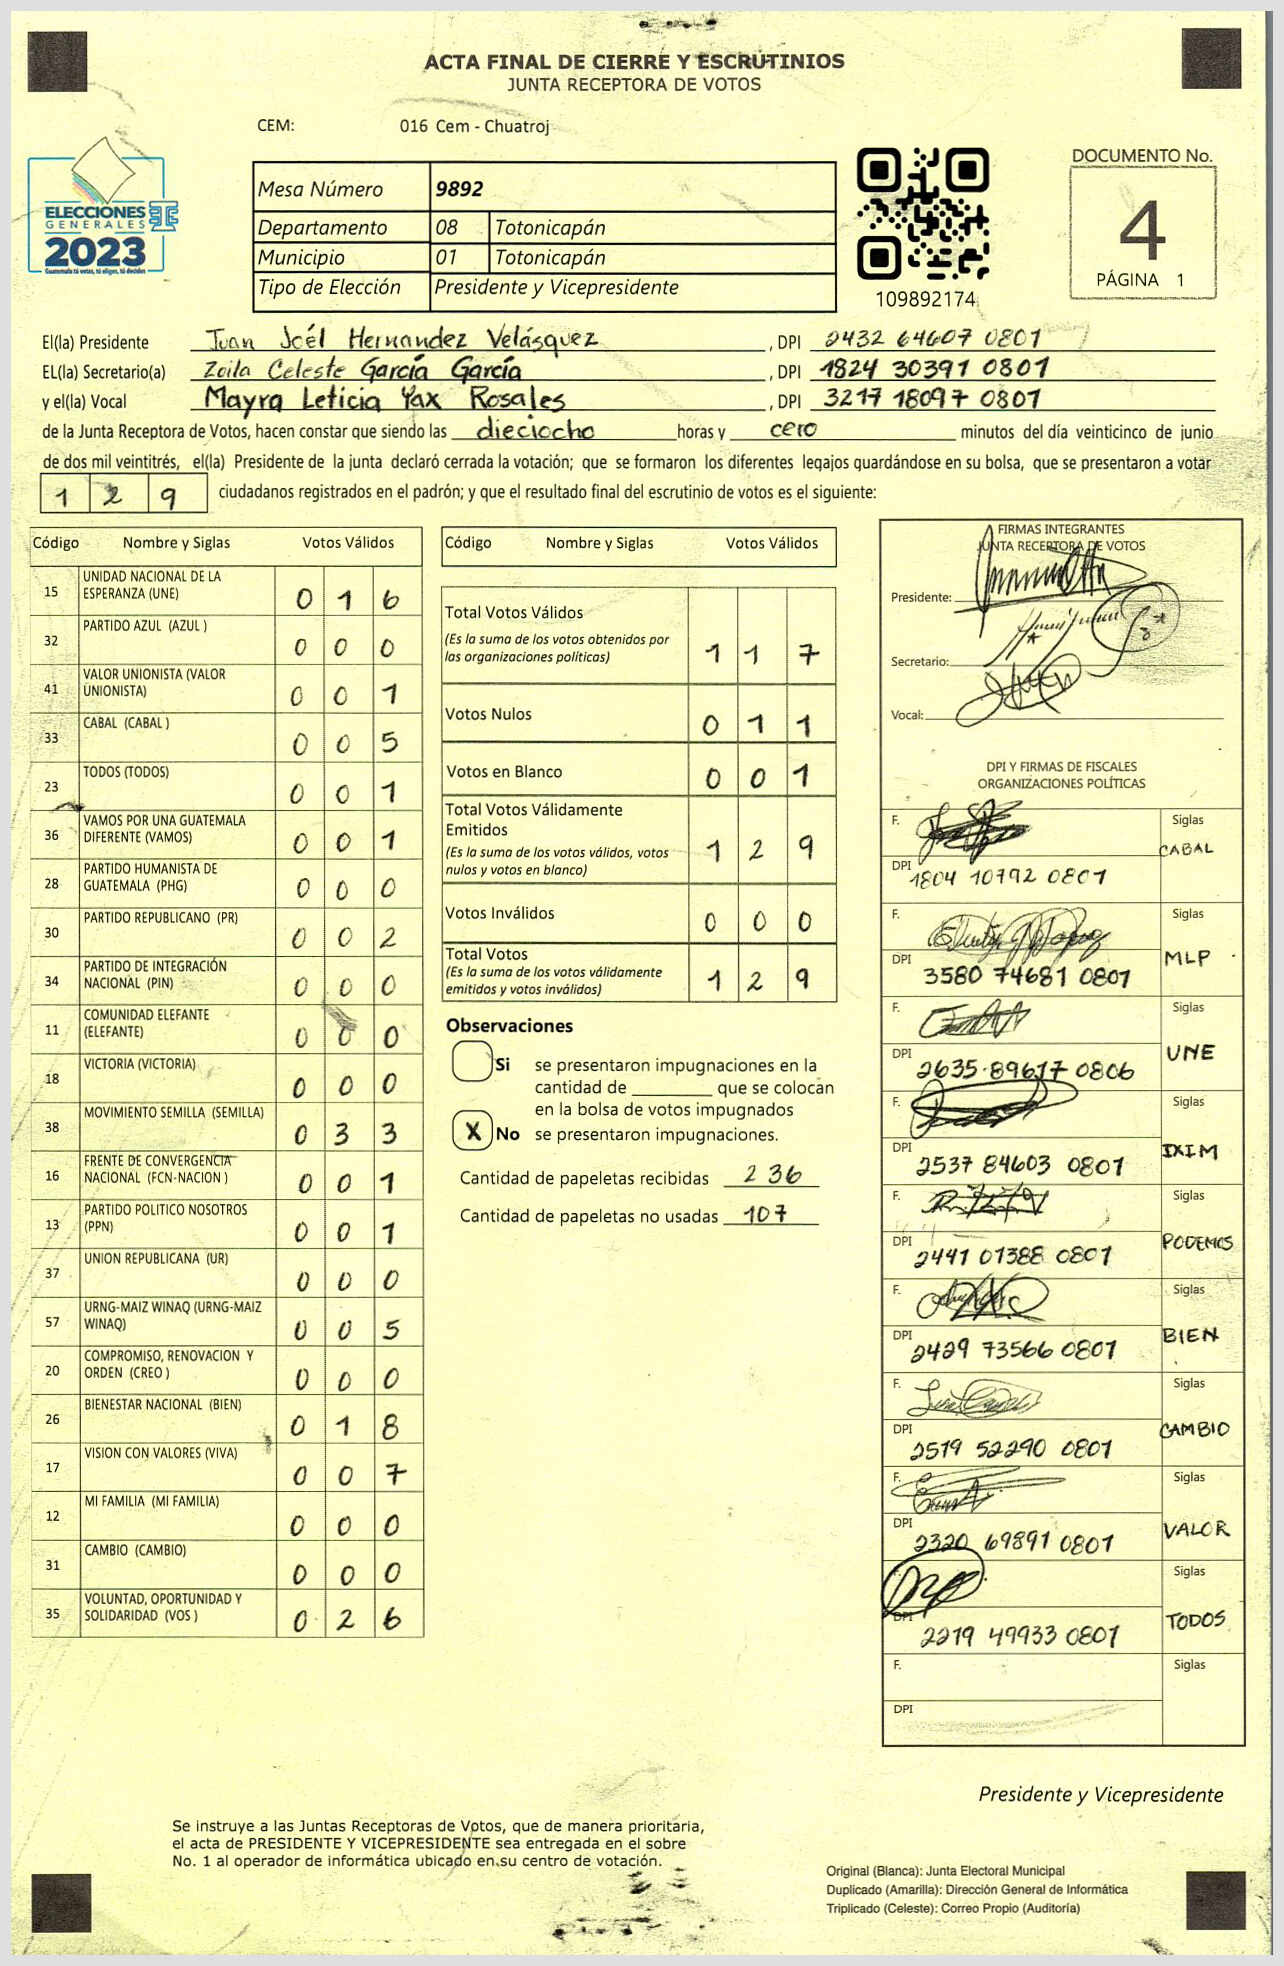 ACTA FINAL DE CIERRE Y ESCRUTINIOS
JUNTA RECEPTORA DE VOTOS
CEM: 016 Cem - Chuatroj
ELECCIONES
GENERALES
2023
Guatemala tú votas, tú eliges, tú decides
Mesa Número 9892
Departamento 08 Totonicapán
Municipio 01 Totonicapán
Tipo de Elección Presidente y Vicepresidente
109892174
DOCUMENTO No.
4
PÁGINA 1
El(la) Presidente Juan Joél Hernandez Velásquez, DPI 2432 64607 0801
EL(la) Secretario(a) Zoila Celeste García García, DPI 1824 30391 0801
y el(la) Vocal Mayra Leticia Yax Rosales, DPI 3217 18097 0801
de la Junta Receptora de Votos, hacen constar que siendo las dieciocho horas y cero minutos del día veinticinco de junio
de dos mil veintitrés, el(la) Presidente de la junta declaró cerrada la votación; que se formaron los diferentes legajos guardándose en su bolsa, que se presentaron a votar
1 2 9 ciudadanos registrados en el padrón; y que el resultado final del escrutinio de votos es el siguiente:
Código Nombre y Siglas Votos Válidos
15 UNIDAD NACIONAL DE LA ESPERANZA (UNE) 0 1 6
32 PARTIDO AZUL (AZUL ) 0 0 0
41 VALOR UNIONISTA (VALOR UNIONISTA) 0 0 1
33 CABAL (CABAL ) 0 0 5
23 TODOS (TODOS) 0 0 1
36 VAMOS POR UNA GUATEMALA DIFERENTE (VAMOS) 0 0 1
28 PARTIDO HUMANISTA DE GUATEMALA (PHG) 0 0 0
30 PARTIDO REPUBLICANO (PR) 0 0 2
34 PARTIDO DE INTEGRACIÓN NACIONAL (PIN) 0 0 0
11 COMUNIDAD ELEFANTE (ELEFANTE) 0 0 0
18 VICTORIA (VICTORIA) 0 0 0
38 MOVIMIENTO SEMILLA (SEMILLA) 0 3 3
16 FRENTE DE CONVERGENCIA NACIONAL (FCN-NACION ) 0 0 1
13 PARTIDO POLITICO NOSOTROS (PPN) 0 0 1
37 UNION REPUBLICANA (UR) 0 0 0
57 URNG-MAIZ WINAQ (URNG-MAIZ WINAQ) 0 0 5
20 COMPROMISO, RENOVACION Y ORDEN (CREO ) 0 0 0
26 BIENESTAR NACIONAL (BIEN) 0 1 8
17 VISION CON VALORES (VIVA) 0 0 7
12 MI FAMILIA (MI FAMILIA) 0 0 0
31 CAMBIO (CAMBIO) 0 0 0
35 VOLUNTAD, OPORTUNIDAD Y SOLIDARIDAD (VOS ) 0 2 6
Código Nombre y Siglas Votos Válidos
Total Votos Válidos 1 1 7
(Es la suma de los votos obtenidos por
las organizaciones políticas)
Votos Nulos 0 1 1
Votos en Blanco 0 0 1
Total Votos Válidamente
Emitidos 1 2 9
(Es la suma de los votos válidos, votos
nulos y votos en blanco)
Votos Inválidos 0 0 0
Total Votos 1 2 9
(Es la suma de los votos válidamente
emitidos y votos inválidos)
Observaciones
Si se presentaron impugnaciones en la
cantidad de ________ que se colocan
en la bolsa de votos impugnados
X No se presentaron impugnaciones.
Cantidad de papeletas recibidas 236
Cantidad de papeletas no usadas 107
FIRMAS INTEGRANTES
JUNTA RECEPTORA DE VOTOS
Presidente:
Secretario:
Vocal:
DPI Y FIRMAS DE FISCALES
ORGANIZACIONES POLÍTICAS
F. Siglas
DPI 1804 10792 0801 CABAL
F. Siglas
DPI 3580 74681 0801 MLP
F. Siglas
DPI 2635 89617 0806 UNE
F. Siglas
DPI 2537 84603 0801 IXIM
F. Siglas
DPI 2441 01388 0801 PODEMOS
F. Siglas
DPI 2429 73566 0801 BIEN
F. Siglas
DPI 2519 52290 0801 CAMBIO
F. Siglas
DPI 2320 69891 0801 VALOR
Siglas
DPI 2219 49933 0801 TODOS
F. Siglas
DPI
Presidente y Vicepresidente
Se instruye a las Juntas Receptoras de Votos, que de manera prioritaria,
el acta de PRESIDENTE Y VICEPRESIDENTE sea entregada en el sobre
No. 1 al operador de informática ubicado en su centro de votación.
Original (Blanca): Junta Electoral Municipal
Duplicado (Amarilla): Dirección General de Informática
Triplicado (Celeste): Correo Propio (Auditoría)